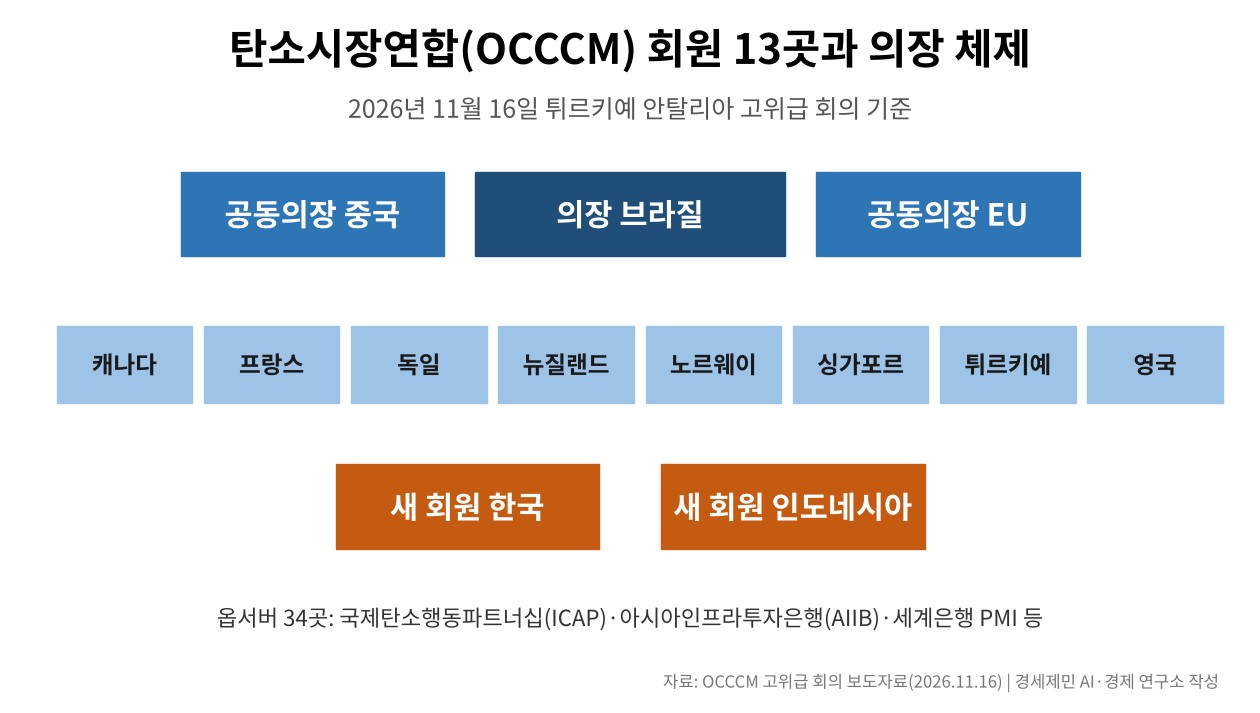 탄소시장연합(OCCCM) 회원 13곳과 의장 체제
2026년 11월 16일 튀르키예 안탈리아 고위급 회의 기준
공동의장 중국
의장 브라질
공동의장 EU
캐나다
프랑스
독일
뉴질랜드
노르웨이
싱가포르
튀르키예
영국
새 회원 한국
새 회원 인도네시아
옵서버 34곳: 국제탄소행동파트너십(ICAP)·아시아인프라투자은행(AIIB)·세계은행 PMI 등
자료: OCCCM 고위급 회의 보도자료(2026.11.16) | 경세제민 AI·경제 연구소 작성